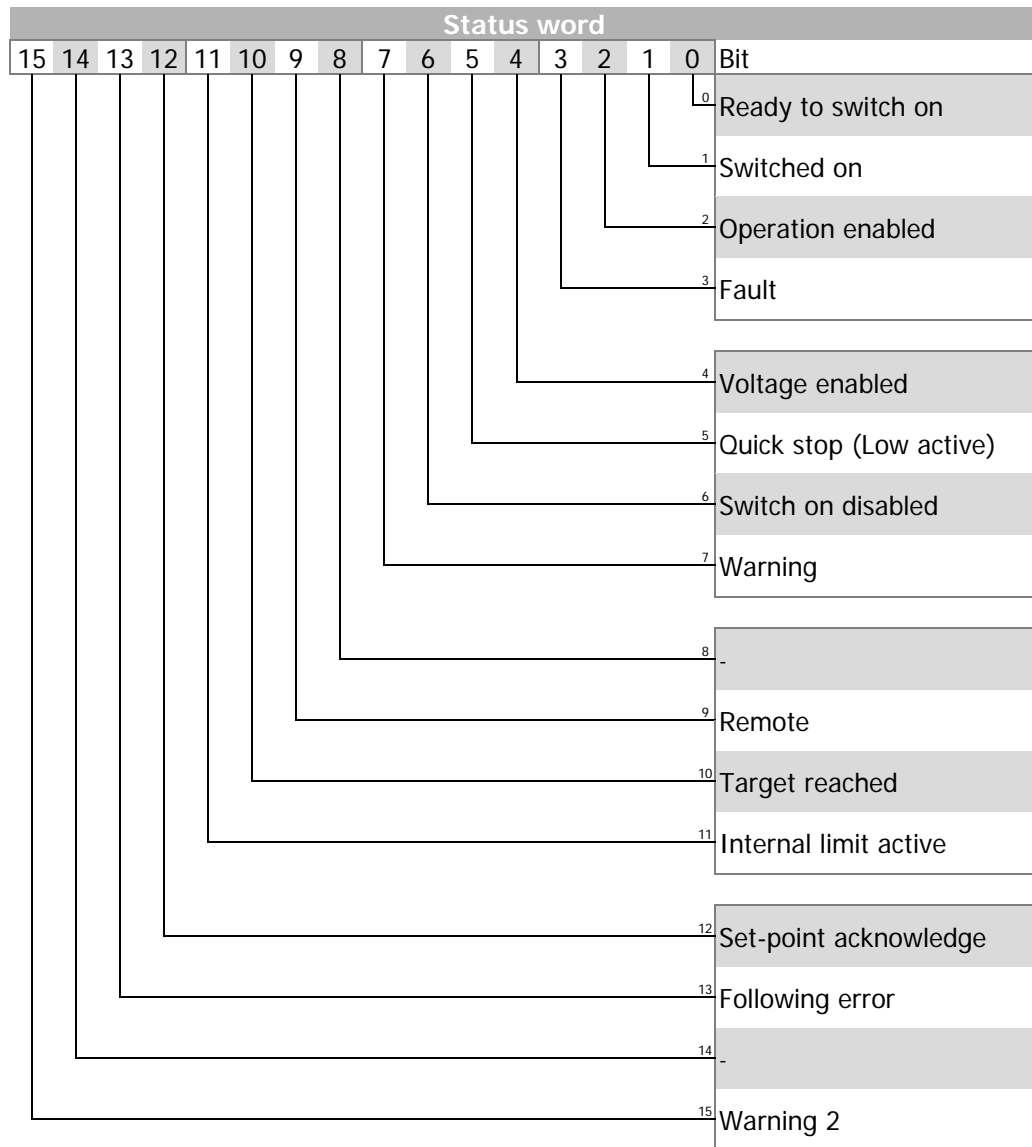 Status word
15 14 13 12 11 10 9 8 7 6 5 4 3 2 1 0 Bit
0 Ready to switch on
1 Switched on
2 Operation enabled
3 Fault
4 Voltage enabled
5 Quick stop (Low active)
6 Switch on disabled
7 Warning
8 -
9 Remote
10 Target reached
11 Internal limit active
12 Set-point acknowledge
13 Following error
14 -
15 Warning 2